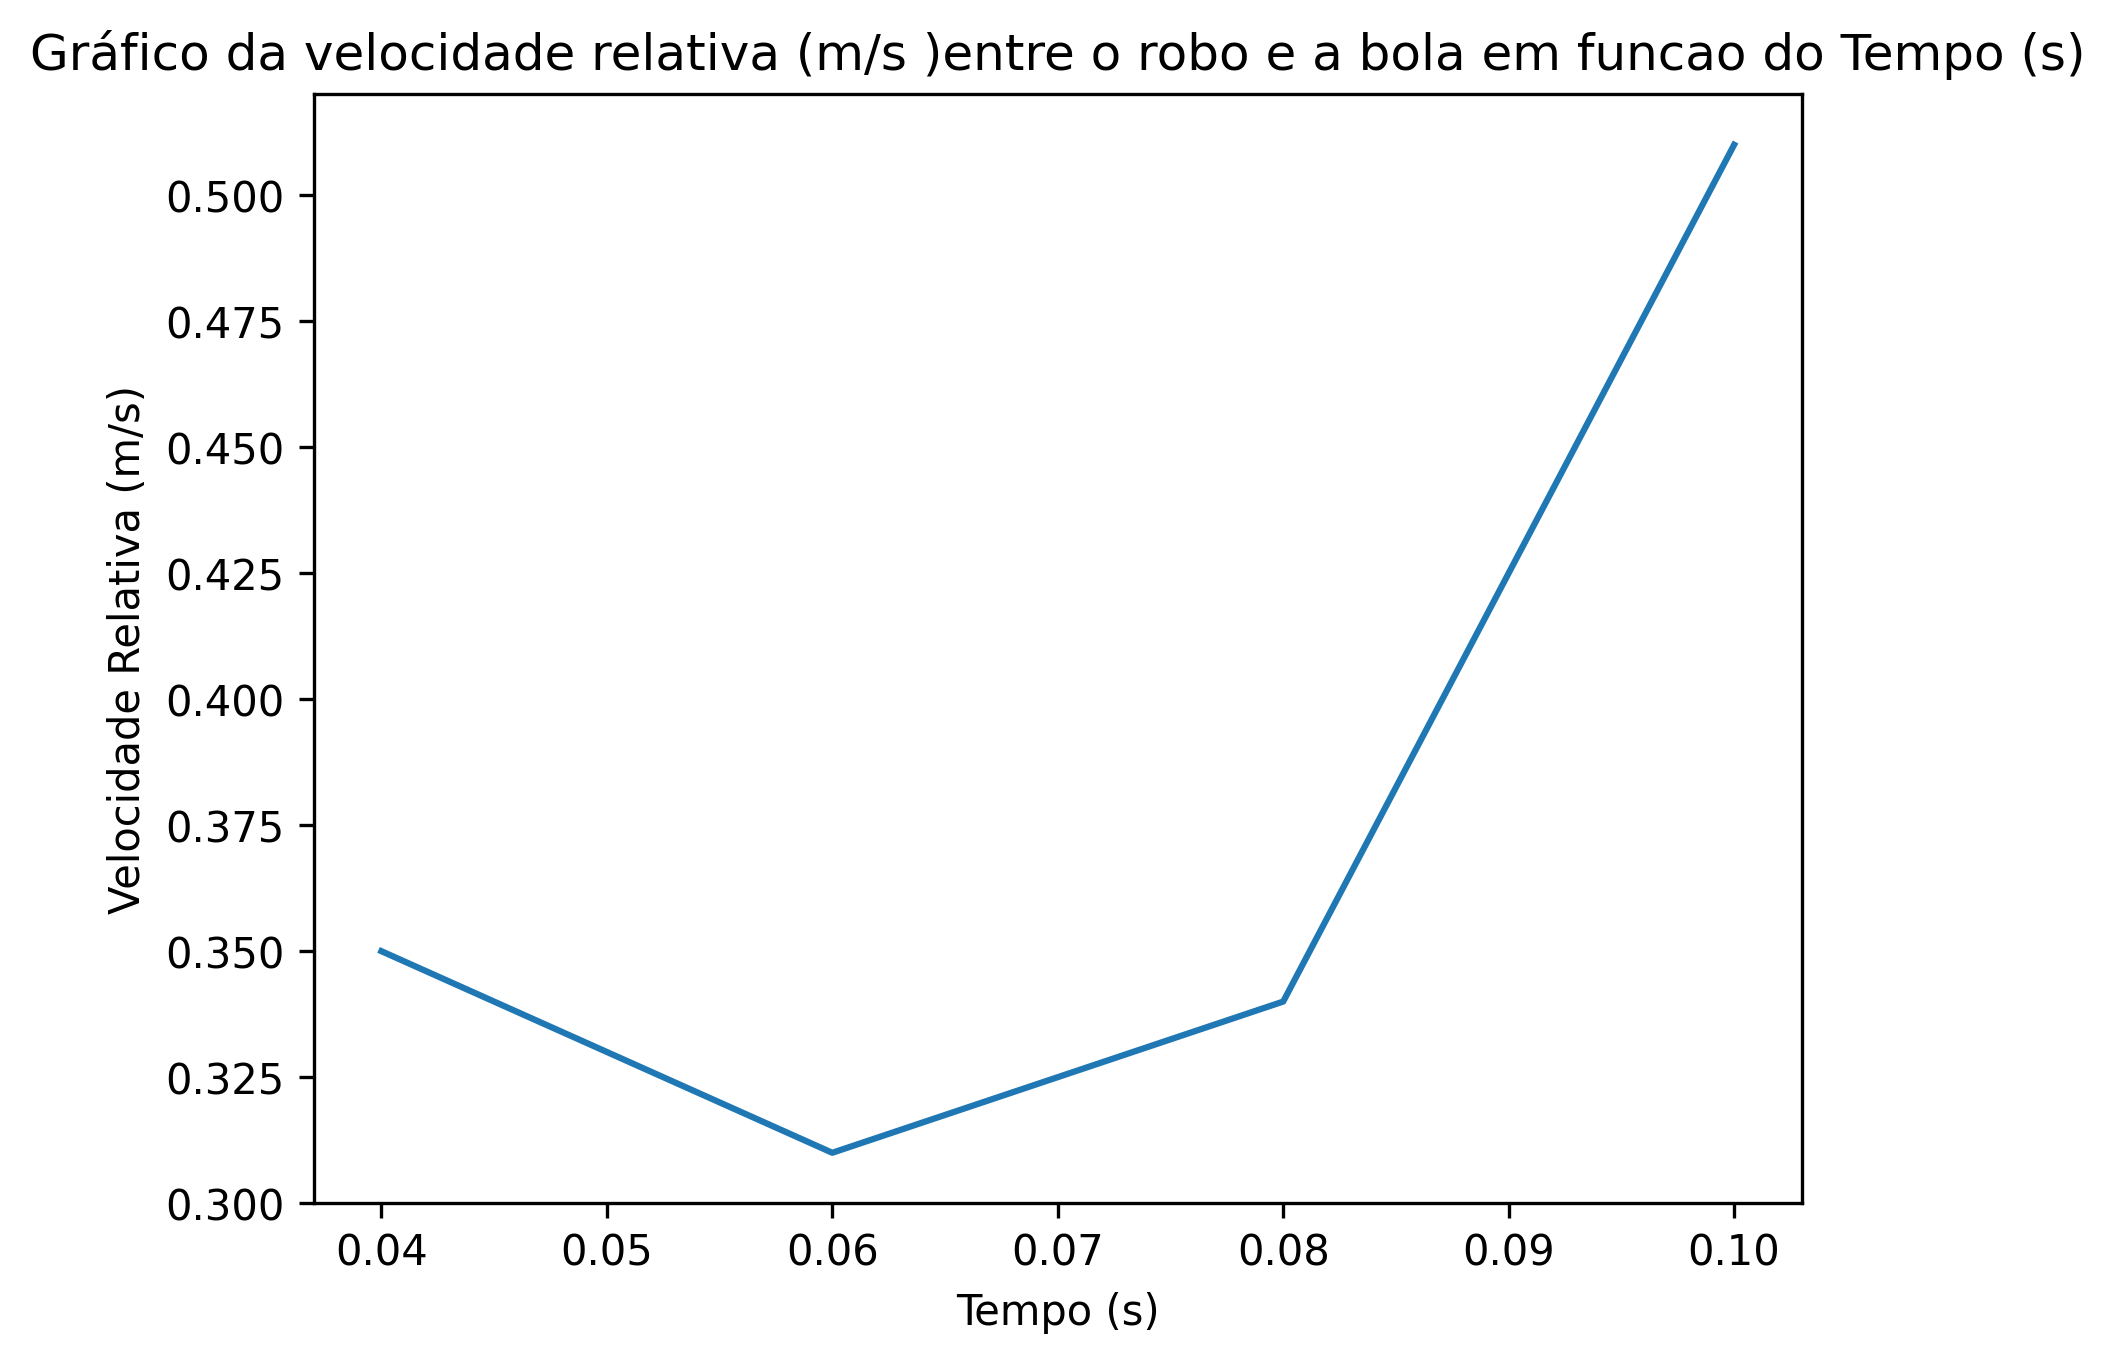 Gráfico da velocidade relativa (m/s )entre o robo e a bola em funcao do Tempo (s)
Velocidade Relativa (m/s)
0.500
0.475
0.450
0.425
0.400
0.375
0.350
0.325
0.300
0.04 0.05 0.06 0.07 0.08 0.09 0.10
Tempo (s)